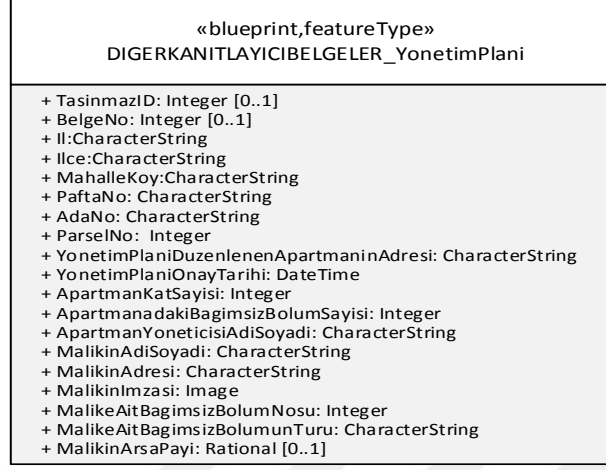 «blueprint,featureType»
DIGERKANITLAYICIBELGELER_YonetimPlani
+ TasinmazID: Integer [0..1]
+ BelgeNo: Integer [0..1]
+ Il:CharacterString
+ Ilce:CharacterString
+ MahalleKoy:CharacterString
+ PaftaNo: CharacterString
+ AdaNo: CharacterString
+ ParselNo: Integer
+ YonetimPlaniDuzenlenenApartmaninAdresi: CharacterString
+ YonetimPlaniOnayTarihi: DateTime
+ ApartmanKatSayisi: Integer
+ ApartmanadakiBagimsizBolumSayisi: Integer
+ ApartmanYoneticisiAdiSoyadi: CharacterString
+ MalikinAdiSoyadi: CharacterString
+ MalikinAdresi: CharacterString
+ MalikinImzasi: Image
+ MalikeAitBagimsizBolumNosu: Integer
+ MalikeAitBagimsizBolumunTuru: CharacterString
+ MalikinArsaPayi: Rational [0..1]